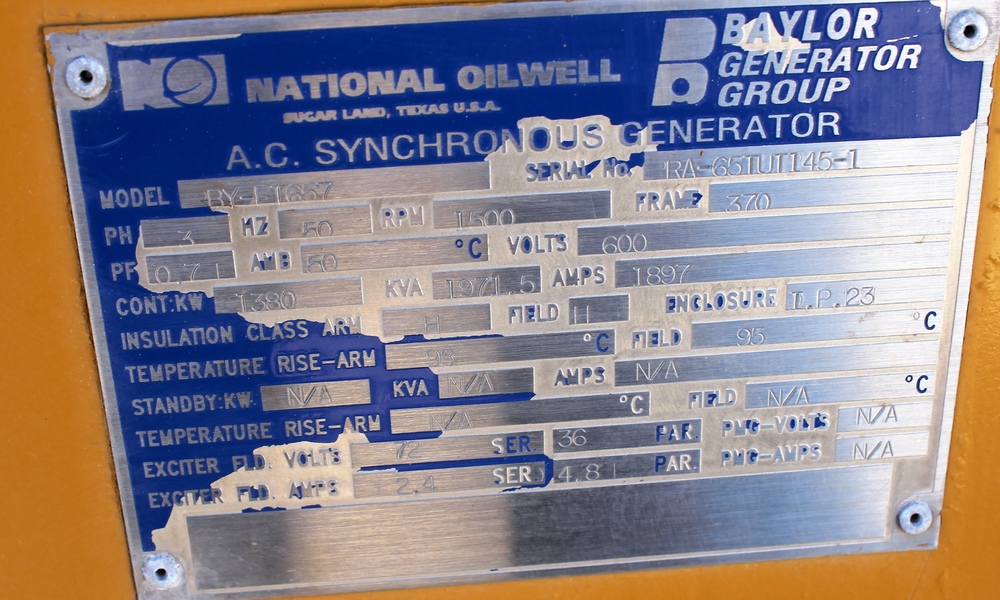 NOI NATIONAL OILWELL
SUGAR LAND, TEXAS U.S.A.
BAYLOR
GENERATOR
GROUP
A.C. SYNCHRONOUS GENERATOR
MODEL SERIAL No. RA-651UT145-1
PH 3 HZ 50 RPM 1500 FRAME 370
PF 0.7 AMB 50 °C VOLTS 600
CONT:KW 1380 KVA 1971.5 AMPS 1897
INSULATION CLASS ARM H FIELD H ENCLOSURE I.P.23
TEMPERATURE RISE-ARM 95 °C FIELD 95 °C
STANDBY:KW N/A KVA N/A AMPS N/A
TEMPERATURE RISE-ARM N/A °C FIELD N/A °C
EXCITER FLD. VOLTS 72 SER 36 PAR. PMG-VOLTS N/A
EXCITER FLD. AMPS 2.4 SER 4.8 PAR. PMG-AMPS N/A